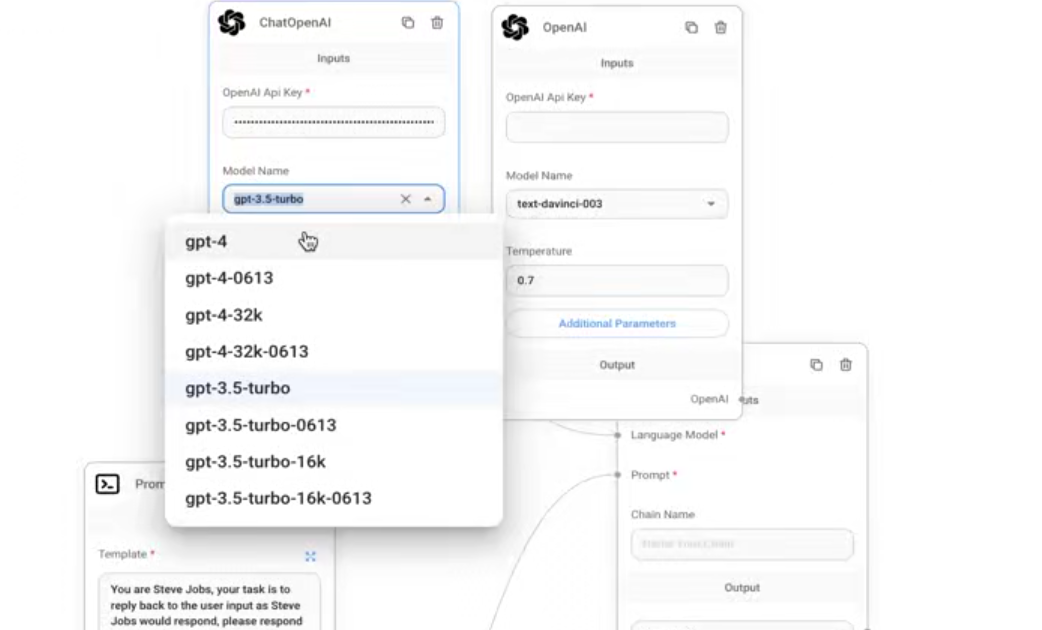 ChatOpenAI
Inputs
OpenAI Api Key *
Model Name
gpt-3.5-turbo
gpt-4
gpt-4-0613
gpt-4-32k
gpt-4-32k-0613
gpt-3.5-turbo
gpt-3.5-turbo-0613
gpt-3.5-turbo-16k
gpt-3.5-turbo-16k-0613
OpenAI
Inputs
OpenAI Api Key *
Model Name
text-davinci-003
Temperature
0.7
Additional Parameters
Output
OpenAI
uts
Language Model *
Prompt *
Chain Name
Output
Prom
Template *
You are Steve Jobs, your task is to
reply back to the user input as Steve
Jobs would respond, please respond